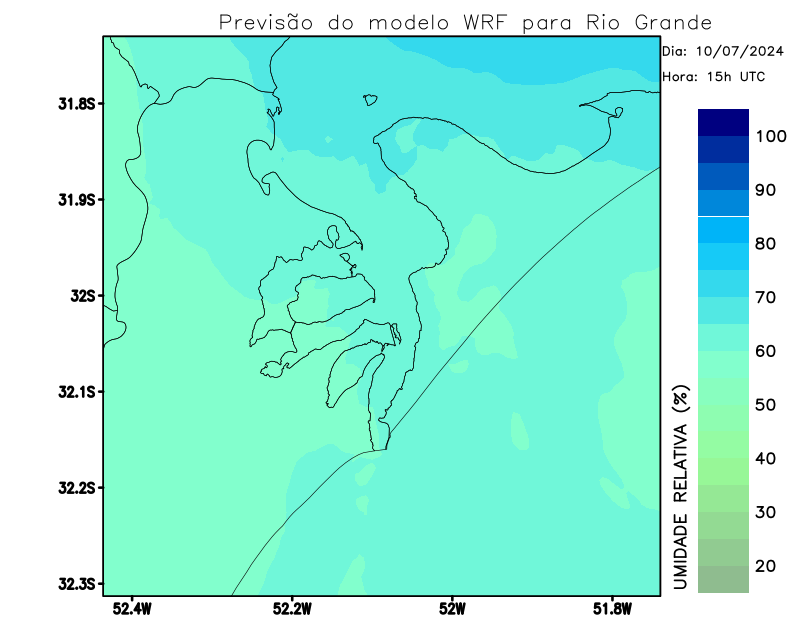 Previsão do modelo WRF para Rio Grande
Dia: 10/07/2024
Hora: 15h UTC
31.8S
31.9S
32S
32.1S
32.2S
32.3S
52.4W
52.2W
52W
51.8W
100
90
80
70
60
50
40
30
20
UMIDADE RELATIVA (%)